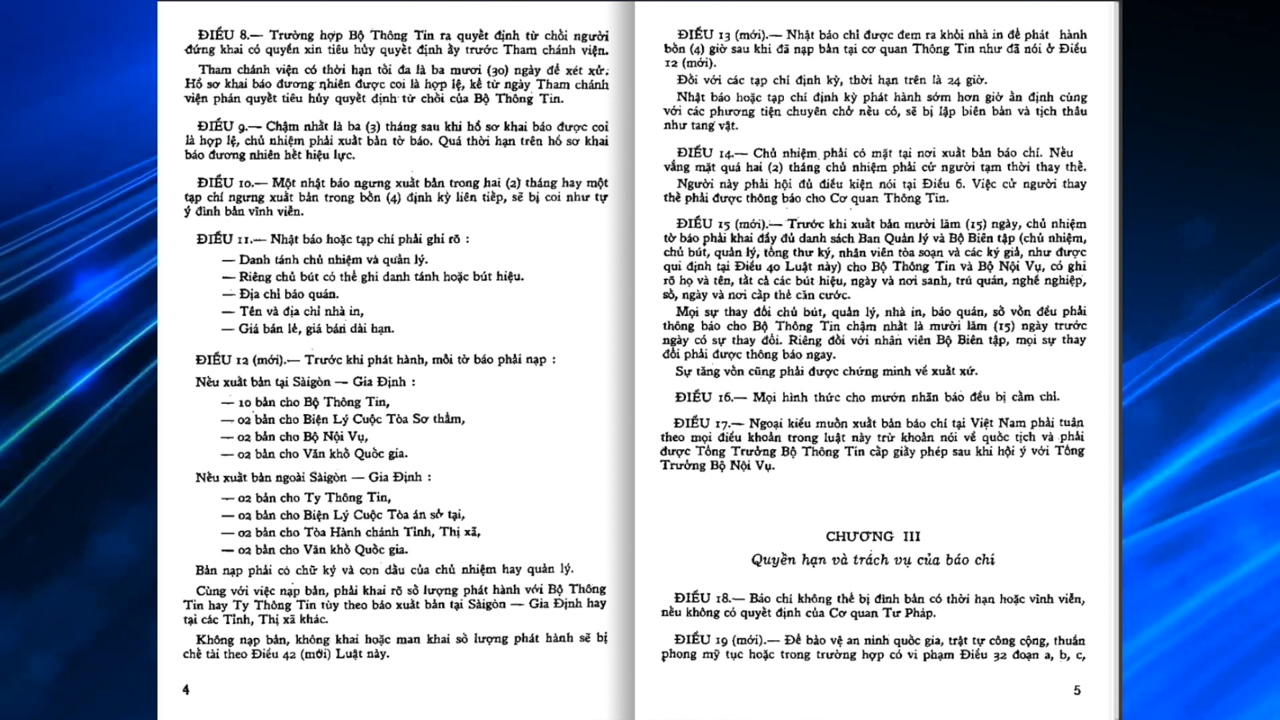 ĐIỀU 8.— Trường hợp Bộ Thông Tin ra quyết định từ chối người
đứng khai có quyền xin tiêu hủy quyết định ấy trước Tham chánh viện.
Tham chánh viện có thời hạn tối đa là ba mươi (30) ngày để xét xử.
Hồ sơ khai báo đương nhiên được coi là hợp lệ, kể từ ngày Tham chánh
viện phán quyết tiêu hủy quyết định từ chối của Bộ Thông Tin.
ĐIỀU 9.— Chậm nhất là ba (3) tháng sau khi hồ sơ khai báo được coi
là hợp lệ, chủ nhiệm phải xuất bản tờ báo. Quá thời hạn trên hồ sơ khai
báo đương nhiên hết hiệu lực.
ĐIỀU 10.— Một nhật báo ngưng xuất bản trong hai (2) tháng hay một
tạp chí ngưng xuất bản trong bốn (4) định kỳ liên tiếp, sẽ bị coi như tự
ý đình bản vĩnh viễn.
ĐIỀU 11.— Nhật báo hoặc tạp chí phải ghi rõ :
— Danh tánh chủ nhiệm và quản lý.
— Riêng chủ bút có thể ghi danh tánh hoặc bút hiệu.
— Địa chỉ báo quán.
— Tên và địa chỉ nhà in,
— Giá bán lẻ, giá bán dài hạn.
ĐIỀU 12 (mới).— Trước khi phát hành, mỗi tờ báo phải nạp :
Nếu xuất bản tại Sàigòn — Gia Định :
— 10 bản cho Bộ Thông Tin,
— 02 bản cho Biện Lý Cuộc Tòa Sơ thẩm,
— 02 bản cho Bộ Nội Vụ,
— 02 bản cho Văn khố Quốc gia.
Nếu xuất bản ngoài Sàigòn — Gia Định :
— 02 bản cho Ty Thông Tin,
— 02 bản cho Biện Lý Cuộc Tòa án sở tại,
— 02 bản cho Tòa Hành chánh Tỉnh, Thị xã,
— 02 bản cho Văn khố Quốc gia.
Bản nạp phải có chữ ký và con dấu của chủ nhiệm hay quản lý.
Cùng với việc nạp bản, phải khai rõ số lượng phát hành với Bộ Thông
Tin hay Ty Thông Tin tùy theo báo xuất bản tại Sàigòn — Gia Định hay
tại các Tỉnh, Thị xã khác.
Không nạp bản, không khai hoặc man khai số lượng phát hành sẽ bị
chế tài theo Điều 42 (mới) Luật này.
4
ĐIỀU 13 (mới).— Nhật báo chỉ được đem ra khỏi nhà in để phát hành
bốn (4) giờ sau khi đã nạp bản tại cơ quan Thông Tin như đã nói ở Điều
12 (mới).
Đối với các tạp chí định kỳ, thời hạn trên là 24 giờ.
Nhật báo hoặc tạp chí định kỳ phát hành sớm hơn giờ ấn định cùng
với các phương tiện chuyên chở nếu có, sẽ bị lập biên bản và tịch thâu
như tang vật.
ĐIỀU 14.— Chủ nhiệm phải có mặt tại nơi xuất bản báo chí. Nếu
vắng mặt quá hai (2) tháng chủ nhiệm phải cử người tạm thời thay thế.
Người này phải hội đủ điều kiện nói tại Điều 6. Việc cử người thay
thế phải được thông báo cho Cơ quan Thông Tin.
ĐIỀU 15 (mới).— Trước khi xuất bản mười lăm (15) ngày, chủ nhiệm
tờ báo phải khai đầy đủ danh sách Ban Quản lý và Bộ Biên tập (chủ nhiệm,
chủ bút, quản lý, tổng thư ký, nhân viên tòa soạn và các ký giả, như được
qui định tại Điều 40 Luật này) cho Bộ Thông Tin và Bộ Nội Vụ, có ghi
rõ họ và tên, tất cả các bút hiệu, ngày và nơi sanh, trú quán, nghề nghiệp,
số, ngày và nơi cấp thẻ căn cước.
Mọi sự thay đổi chủ bút, quản lý, nhà in, báo quán, số vốn đều phải
thông báo cho Bộ Thông Tin chậm nhất là mười lăm (15) ngày trước
ngày có sự thay đổi. Riêng đối với nhân viên Bộ Biên tập, mọi sự thay
đổi phải được thông báo ngay.
Sự tăng vốn cũng phải được chứng minh về xuất xứ.
ĐIỀU 16.— Mọi hình thức cho mướn nhãn báo đều bị cấm chỉ.
ĐIỀU 17.— Ngoại kiều muốn xuất bản báo chí tại Việt Nam phải tuân
theo mọi điều khoản trong luật này trừ khoản nói về quốc tịch và phải
được Tổng Trưởng Bộ Thông Tin cấp giấy phép sau khi hội ý với Tổng
Trưởng Bộ Nội Vụ.
CHƯƠNG III
Quyền hạn và trách vụ của báo chí
ĐIỀU 18.— Báo chí không thể bị đình bản có thời hạn hoặc vĩnh viễn,
nếu không có quyết định của Cơ quan Tư Pháp.
ĐIỀU 19 (mới).— Để bảo vệ an ninh quốc gia, trật tự công cộng, thuần
phong mỹ tục hoặc trong trường hợp có vi phạm Điều 32 đoạn a, b, c,
5